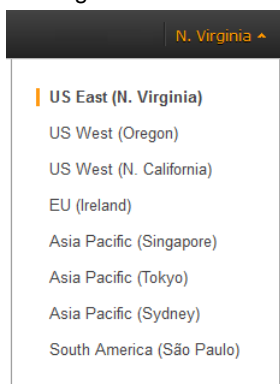 N. Virginia
US East (N. Virginia)
US West (Oregon)
US West (N. California)
EU (Ireland)
Asia Pacific (Singapore)
Asia Pacific (Tokyo)
Asia Pacific (Sydney)
South America (São Paulo)